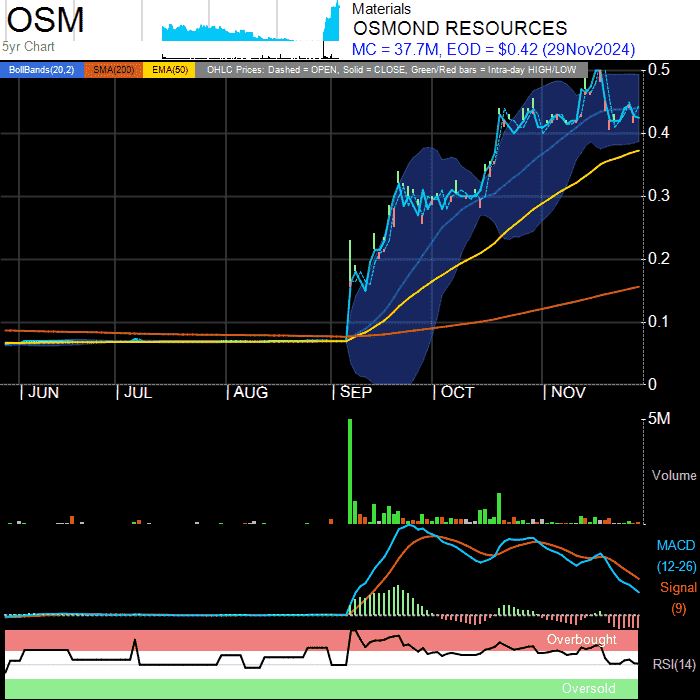 OSM
5yr Chart
Materials
OSMOND RESOURCES
MC = 37.7M, EOD = $0.42 (29Nov2024)
BollBands(20,2) SMA(200) EMA(50) OHLC Prices: Dashed = OPEN, Solid = CLOSE, Green/Red bars = Intra-day HIGH/LOW
0.5
0.4
0.3
0.2
0.1
0
JUN JUL AUG SEP OCT NOV
5M
Volume
MACD
(12-26)
Signal
(9)
Overbought
RSI(14)
Oversold